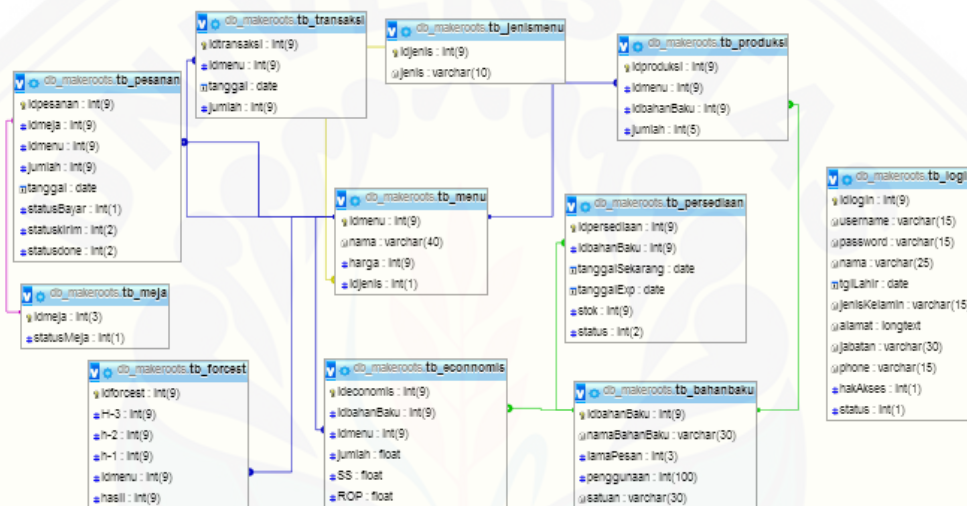 db_makeroots.tb_transaksi
idtransaksi : int(9)
idmenu : int(9)
tanggal : date
jumlah : int(9)
db_makeroots.tb_jenismenu
idjenis : int(9)
jenis : varchar(10)
db_makeroots.tb_produksi
idproduksi : int(9)
idmenu : int(9)
idbahanBaku : int(9)
jumlah : int(5)
db_makeroots.tb_pesanan
idpesanan : int(9)
idmeja : int(9)
idmenu : int(9)
jumlah : int(9)
tanggal : date
statusBayar : int(1)
statuskirim : int(2)
statusdone : int(2)
db_makeroots.tb_menu
idmenu : int(9)
nama : varchar(40)
harga : int(9)
idjenis : int(1)
db_makeroots.tb_persediaan
idpersediaan : int(9)
idbahanBaku : int(9)
tanggalSekarang : date
tanggalExp : date
stok : int(9)
status : int(2)
db_makeroots.tb_logi
idlogin : int(9)
username : varchar(15)
password : varchar(15)
nama : varchar(25)
tglLahir : date
jenisKelamin : varchar(15
alamat : longtext
jabatan : varchar(30)
phone : varchar(15)
hakAkses : int(1)
status : int(1)
db_makeroots.tb_meja
idmeja : int(3)
statusMeja : int(1)
db_makeroots.tb_forcest
idforcest : int(9)
H-3 : int(9)
h-2 : int(9)
h-1 : int(9)
idmenu : int(9)
hasil : int(9)
db_makeroots.tb_econnomis
ideconomis : int(9)
idbahanBaku : int(9)
idmenu : int(9)
jumlah : float
SS : float
ROP : float
db_makeroots.tb_bahanbaku
idbahanBaku : int(9)
namaBahanBaku : varchar(30)
lamaPesan : int(3)
penggunaan : int(100)
satuan : varchar(30)